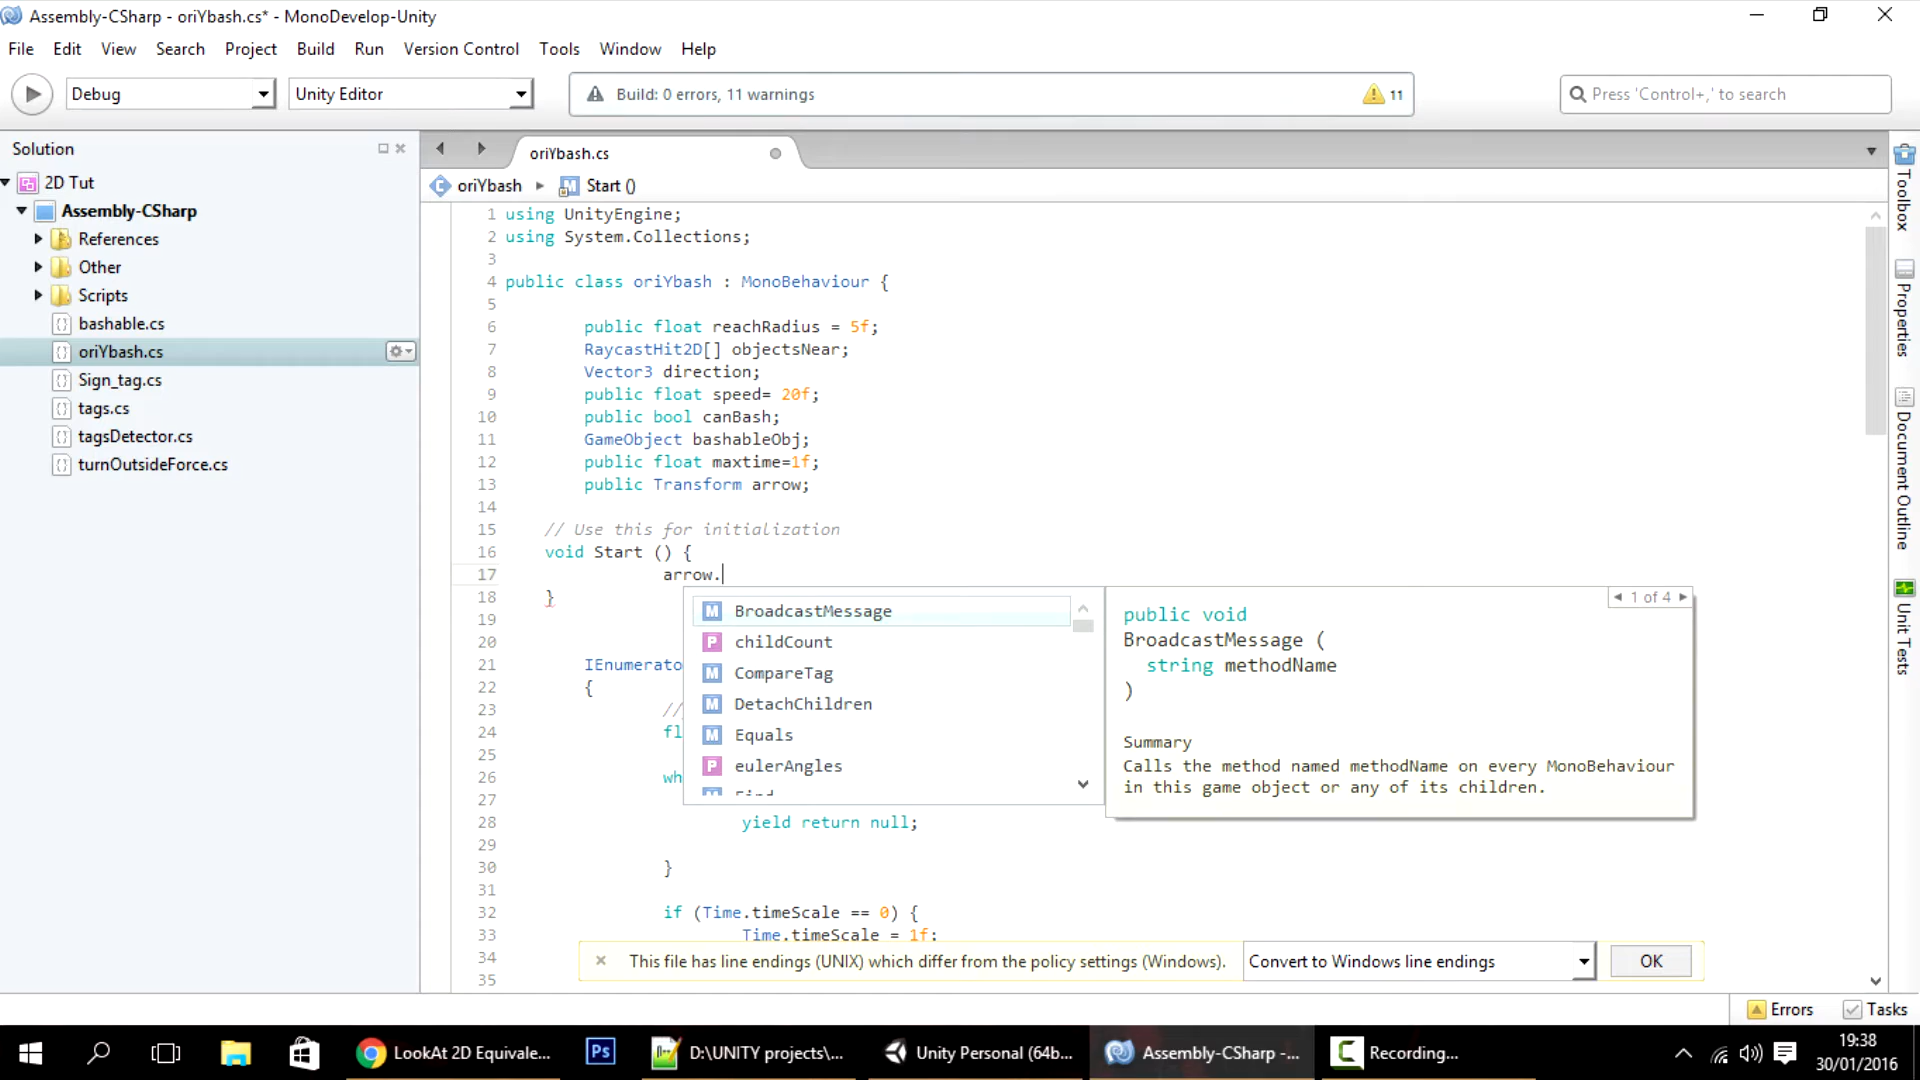 Assembly-CSharp - oriYbash.cs* - MonoDevelop-Unity
File Edit View Search Project Build Run Version Control Tools Window Help
Debug Unity Editor Build: 0 errors, 11 warnings 11 Press 'Control+,' to search
Solution
2D Tut
Assembly-CSharp
References
Other
Scripts
bashable.cs
oriYbash.cs
Sign_tag.cs
tags.cs
tagsDetector.cs
turnOutsideForce.cs
oriYbash.cs
oriYbash Start ()
1 using UnityEngine;
2 using System.Collections;
3
4 public class oriYbash : MonoBehaviour {
5
6 public float reachRadius = 5f;
7 RaycastHit2D[] objectsNear;
8 Vector3 direction;
9 public float speed= 20f;
10 public bool canBash;
11 GameObject bashableObj;
12 public float maxtime=1f;
13 public Transform arrow;
14
15 // Use this for initialization
16 void Start () {
17 arrow.
18 }
19
20
21 IEnumerato
22 {
23 //
24 fl
25
26 wh
27
28 yield return null;
29
30 }
31
32 if (Time.timeScale == 0) {
33 Time.timeScale = 1f;
34
35
BroadcastMessage
childCount
CompareTag
DetachChildren
Equals
eulerAngles
Find
1 of 4
public void
BroadcastMessage (
string methodName
)
Summary
Calls the method named methodName on every MonoBehaviour
in this game object or any of its children.
This file has line endings (UNIX) which differ from the policy settings (Windows). Convert to Windows line endings OK
Toolbox
Properties
Document Outline
Unit Tests
Errors Tasks
LookAt 2D Equivale... Ps D:\UNITY projects\... Unity Personal (64b... Assembly-CSharp -... Recording...
19:38
30/01/2016